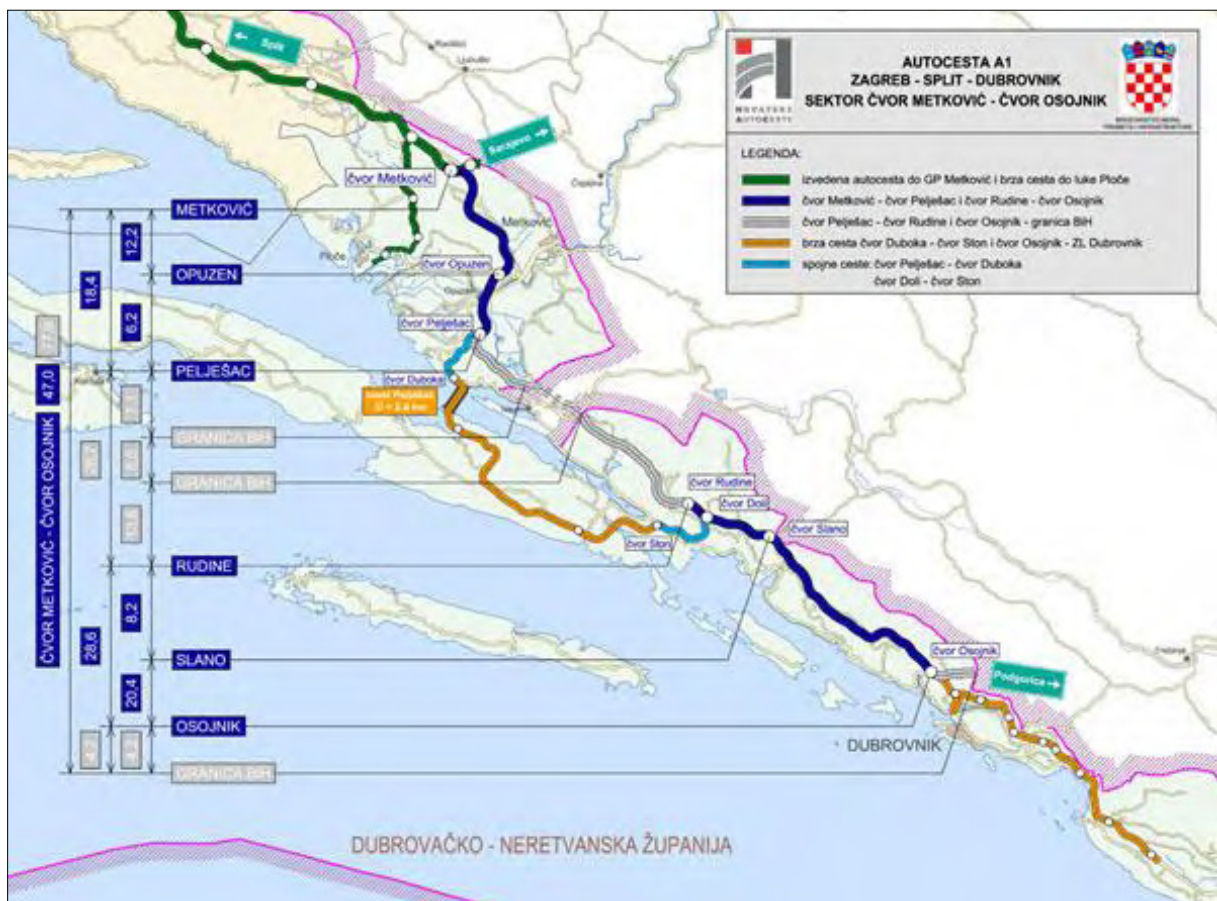 AUTOCESTA A1
ZAGREB - SPLIT - DUBROVNIK
SEKTOR ČVOR METKOVIĆ - ČVOR OSOJNIK
HRVATSKE
AUTOCESTE
LEGENDA:
izvedena autocesta do GP Metković i brza cesta do luke Ploče
čvor Metković - čvor Pelješac i čvor Rudine - čvor Osojnik
čvor Pelješac - čvor Rudine i čvor Osojnik - granica BiH
brza cesta čvor Duboka - čvor Ston i čvor Osojnik - ZL Dubrovnik
spojne ceste: čvor Pelješac - čvor Duboka
čvor Doli - čvor Ston
Split
Ljubuški
Sarajevo
čvor Metković
METKOVIĆ
Metković
12,2
Ploče
čvor Opuzen
OPUZEN
18,4
6,2
čvor Pelješac
PELJEŠAC
čvor Duboka
47,0
ČVOR METKOVIĆ - ČVOR OSOJNIK
GRANICA BIH
GRANICA BIH
čvor Rudine
čvor Doli
čvor Slano
čvor Ston
RUDINE
8,2
28,6
SLANO
čvor Osojnik
20,4
Podgorica
OSOJNIK
DUBROVNIK
GRANICA BIH
DUBROVAČKO - NERETVANSKA ŽUPANIJA